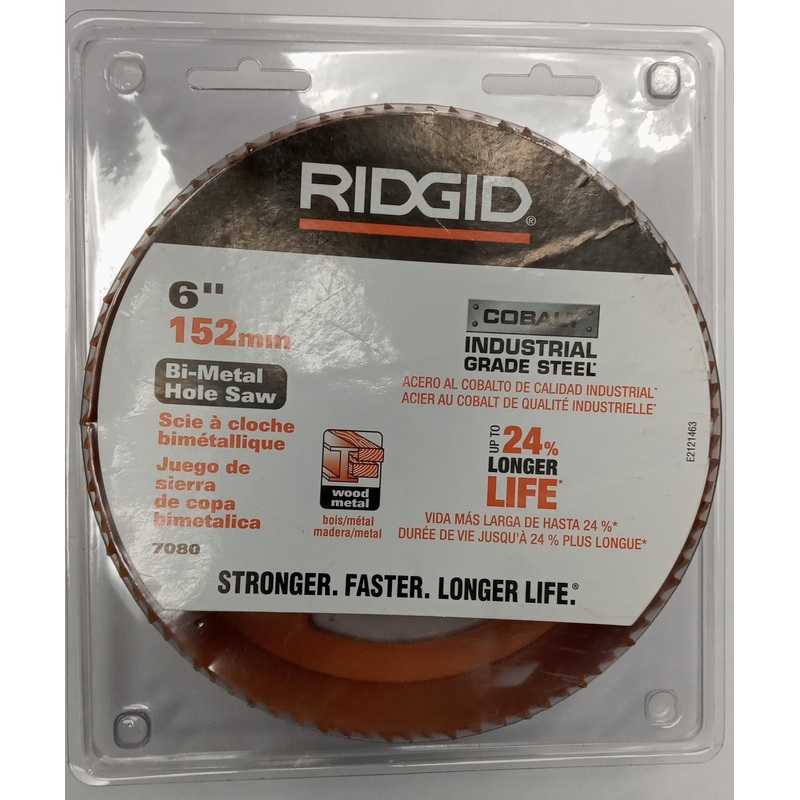 RIDGID®
6"
152mm
Bi-Metal
Hole Saw
Scie à cloche
bimétallique
Juego de
sierra
de copa
bimetalica
7080
wood
metal
bois/métal
madera/metal
COBALT
INDUSTRIAL
GRADE STEEL*
ACERO AL COBALTO DE CALIDAD INDUSTRIAL*
ACIER AU COBALT DE QUALITÉ INDUSTRIELLE*
UP TO
24%
LONGER
LIFE*
VIDA MÁS LARGA DE HASTA 24 %*
DURÉE DE VIE JUSQU'À 24 % PLUS LONGUE*
E2121463
STRONGER. FASTER. LONGER LIFE.®